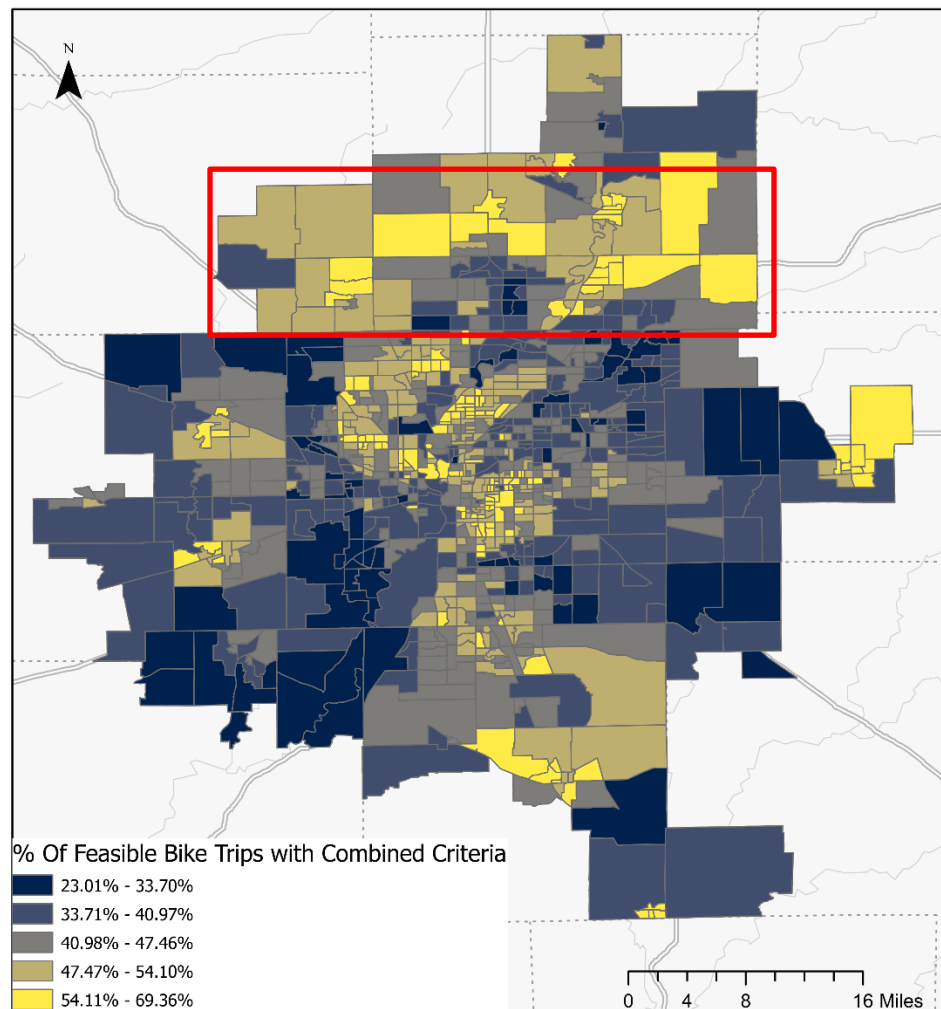 N
% Of Feasible Bike Trips with Combined Criteria
23.01% - 33.70%
33.71% - 40.97%
40.98% - 47.46%
47.47% - 54.10%
54.11% - 69.36%
0 4 8 16 Miles